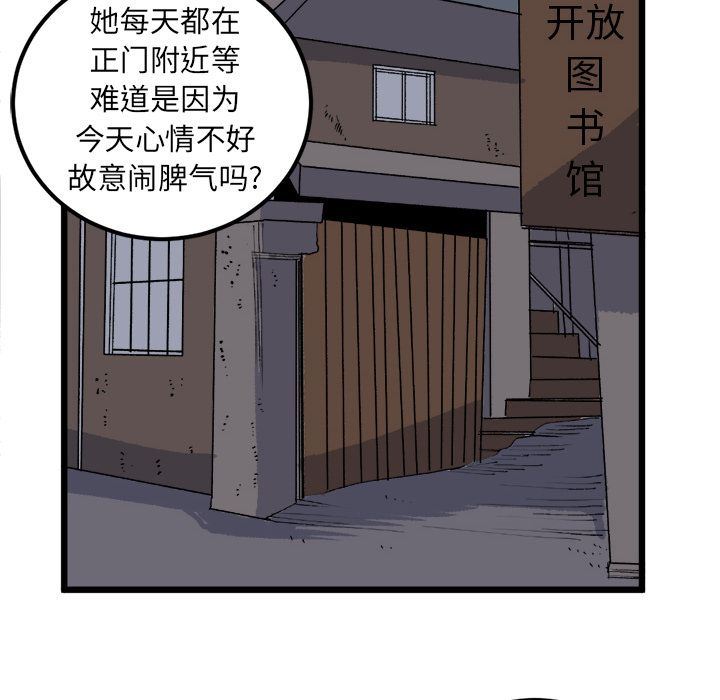 她每天都在
正门附近等
难道是因为
今天心情不好
故意闹脾气吗?
开放
图
书
馆